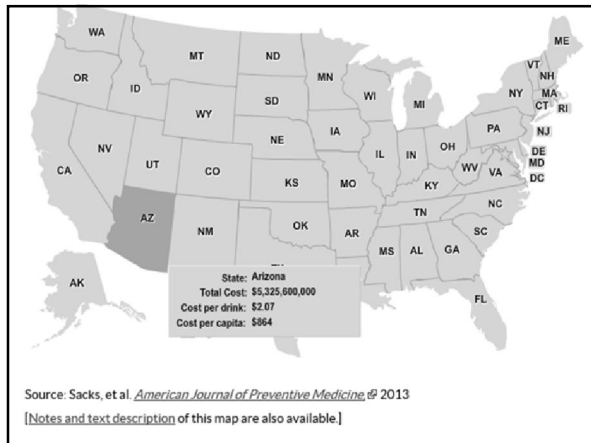 WA
ME
MT
ND
VT
OR
MN
NH
ID
SD
WI
NY
MA
WY
MI
CT
RI
IA
PA
NE
NJ
NV
OH
IL
IN
DE
UT
MD
CO
WV
CA
VA
DC
KS
MO
KY
NC
TN
AZ
OK
NM
AR
SC
MS
AL
GA
State: Arizona
Total Cost: $5,325,600,000
Cost per drink: $2.07
Cost per capita: $864
AK
FL
Source: Sacks, et al. American Journal of Preventive Medicine, 2013
[Notes and text description of this map are also available.]